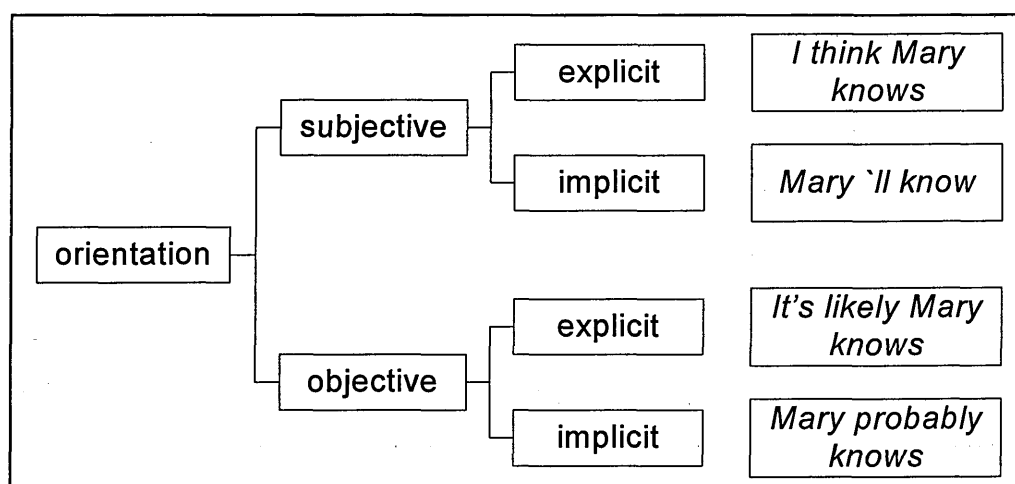 explicit
I think Mary
knows
subjective
implicit
Mary `ll know
orientation
explicit
It's likely Mary
knows
objective
implicit
Mary probably
knows